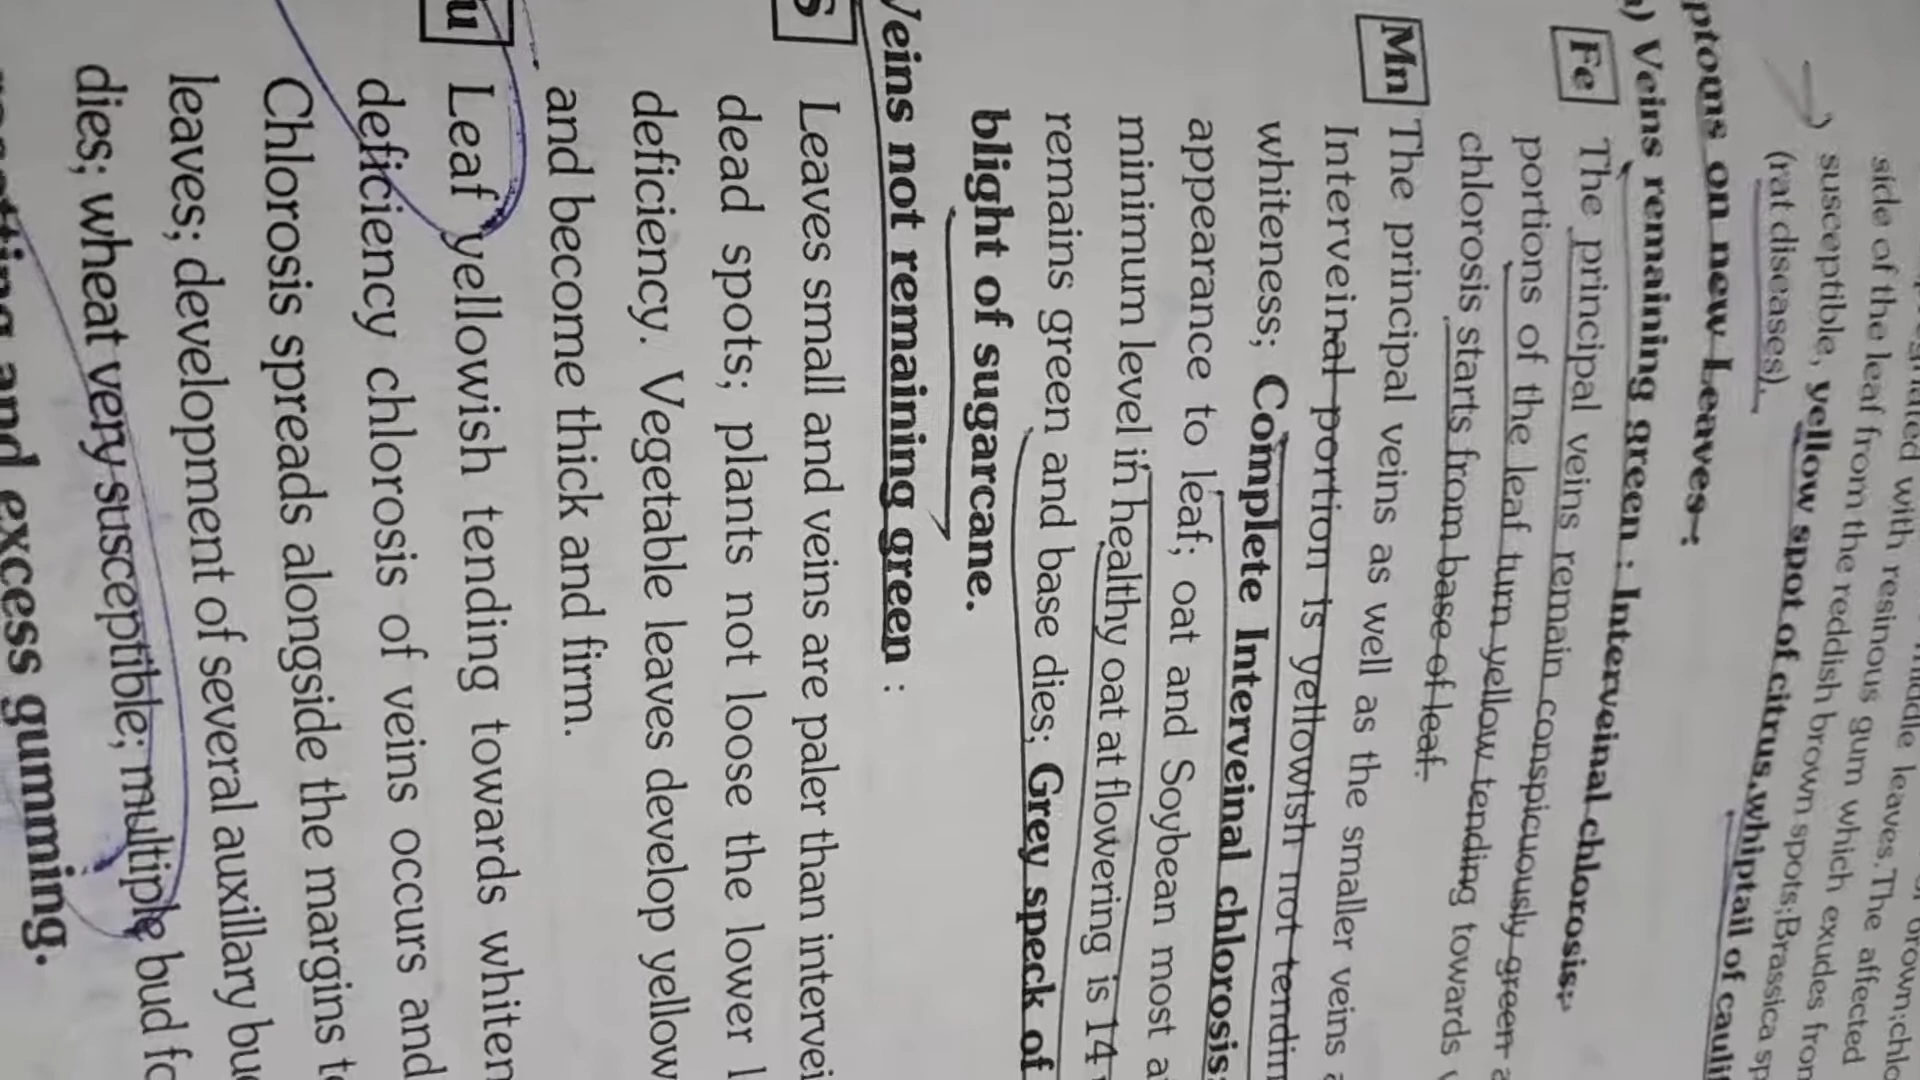 side of the leaf from the reddish brown spots;Brassica sp
susceptible, yellow spot of citrus,whiptail of caulif
(rat diseases).
ptoms on new Leaves-:
) Veins remaining green : Interveinal chlorosis:
Fe The principal veins remain conspicuously green
portions of the leaf turn yellow tending towards
chlorosis starts from base of leaf.
Mn The principal veins as well as the smaller veins
Interveinal portion is yellowish not tendin
whiteness; Complete Interveinal chlorosis:
appearance to leaf; oat and Soybean most a
minimum level in healthy oat at flowering is 14
remains green and base dies; Grey speck of
blight of sugarcane.
Veins not remaining green :
S Leaves small and veins are paler than intervei
dead spots; plants not loose the lower l
deficiency. Vegetable leaves develop yellow
and become thick and firm.
u Leaf yellowish tending towards whiten
deficiency chlorosis of veins occurs and
Chlorosis spreads alongside the margins t
leaves; development of several auxillary bu
dies; wheat very susceptible; multiple bud fo
and excess gumming.